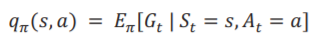 qπ(s, a) = Eπ[Gt | St = s, At = a]